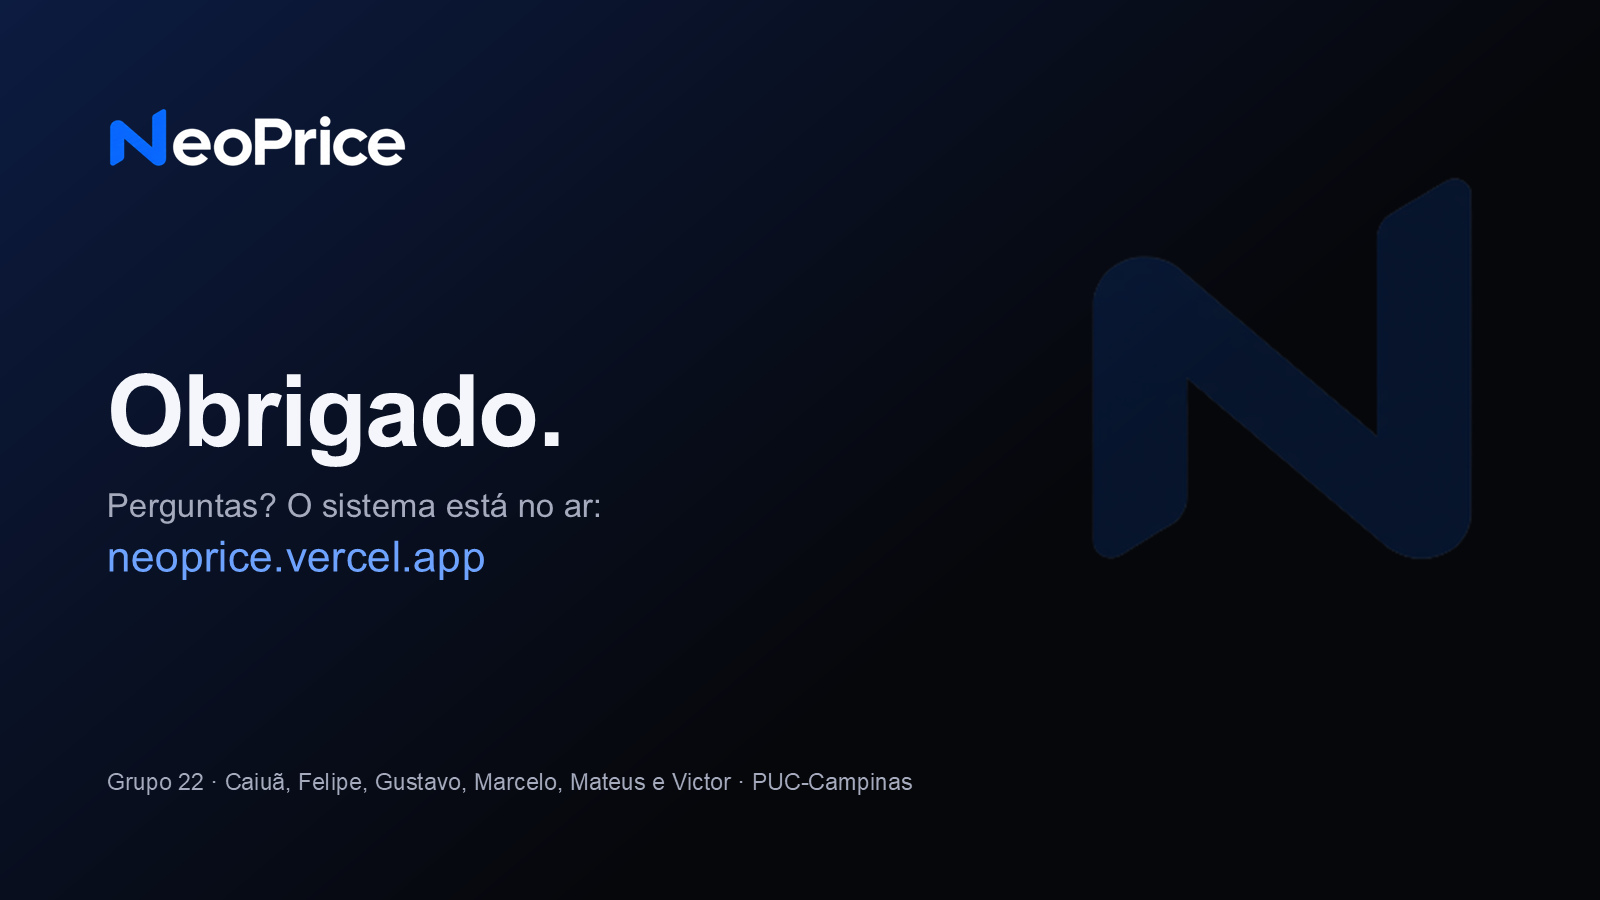 NeoPrice
Obrigado.
Perguntas? O sistema está no ar:
neoprice.vercel.app
Grupo 22 · Caiuã, Felipe, Gustavo, Marcelo, Mateus e Victor · PUC-Campinas